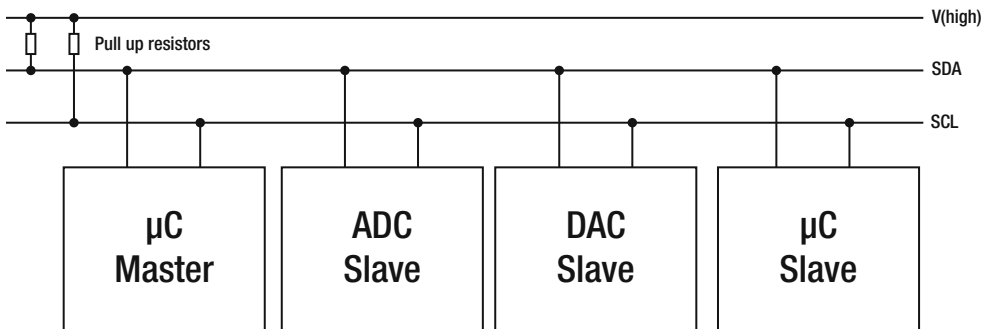 V(high)
Pull up resistors
SDA
SCL
µC
Master
ADC
Slave
DAC
Slave
µC
Slave